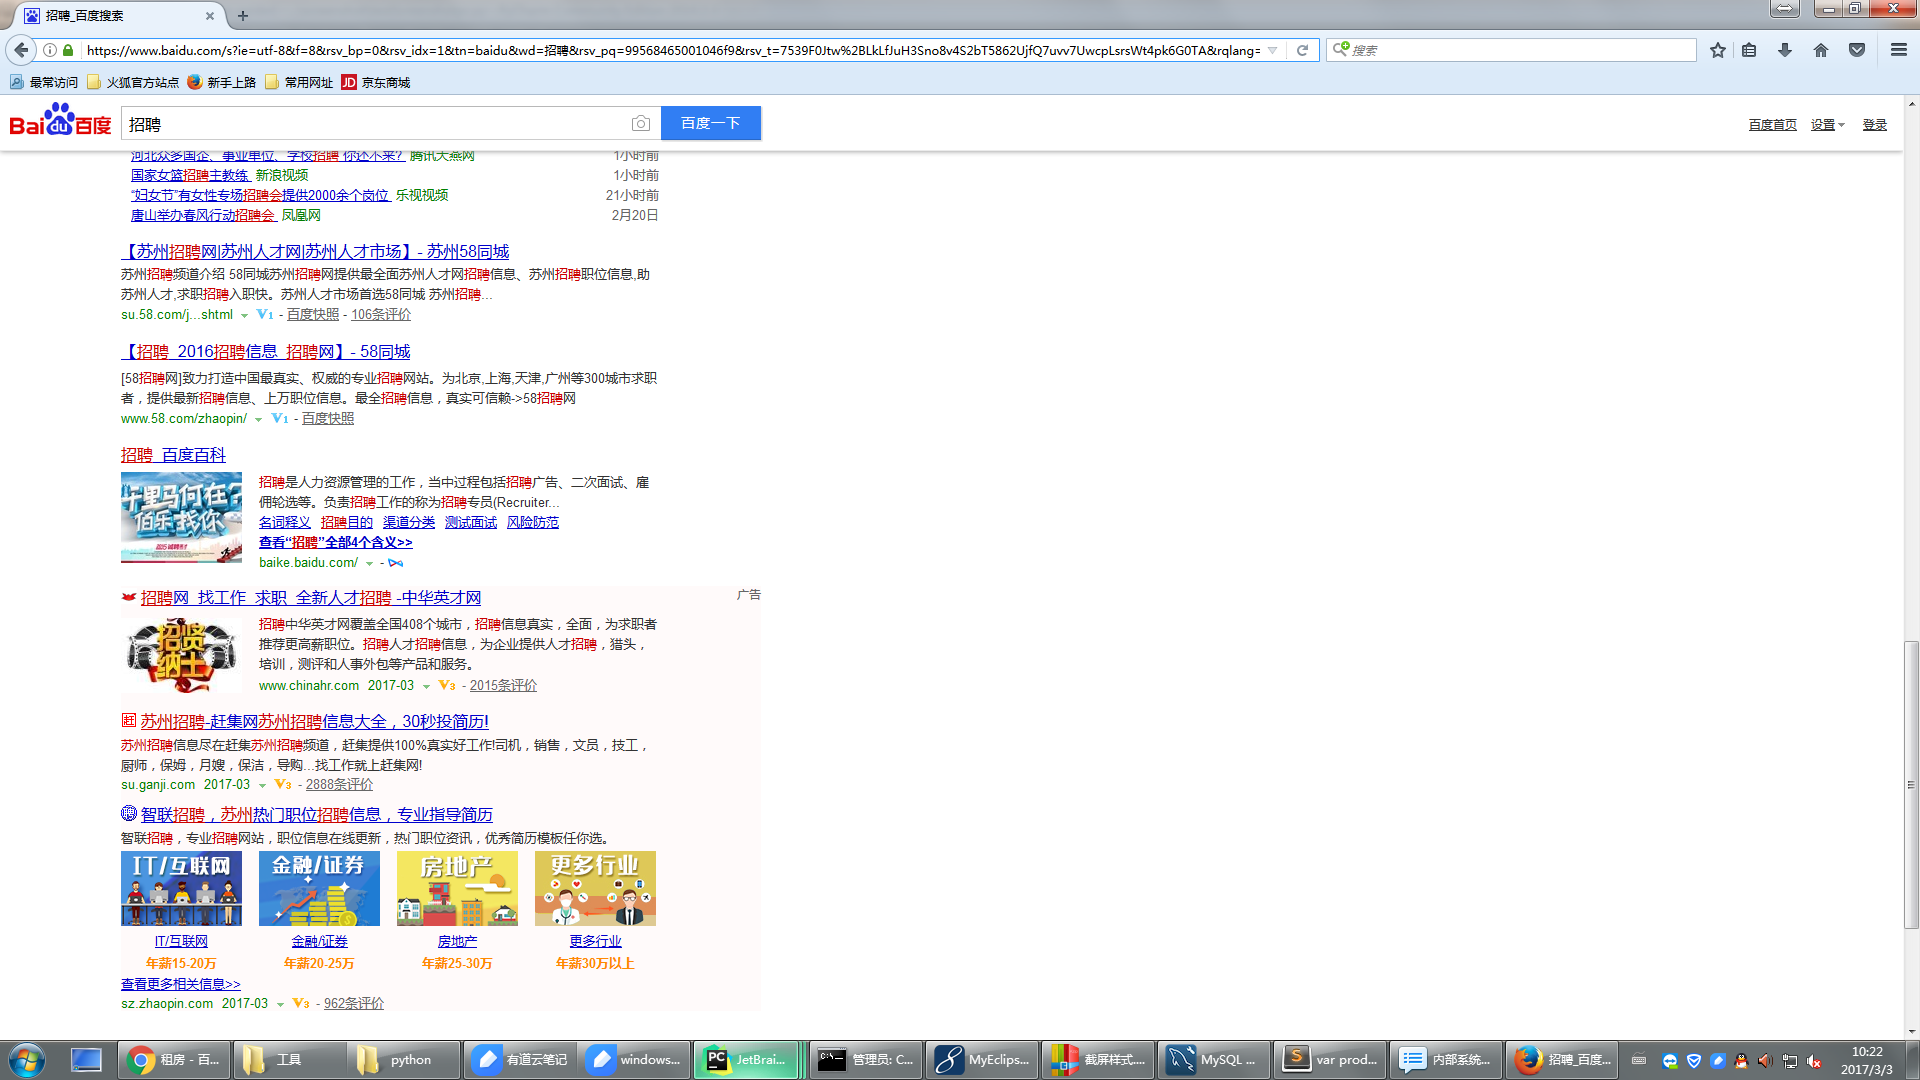 招聘_百度搜索
https://www.baidu.com/s?ie=utf-8&f=8&rsv_bp=0&rsv_idx=1&tn=baidu&wd=招聘&rsv_pq=99568465001046f9&rsv_t=7539F0Jtw%2BLkLfJuH3Sno8v4S2bT5862UjfQ7uvv7UwcpLsrsWt4pk6G0TA&rqlang=
搜索
最常访问 火狐官方站点 新手上路 常用网址 JD 京东商城
Bai du 百度 招聘 百度一下 百度首页 设置 登录
河北众多国企、事业单位、学校招聘 你还不来? 腾讯大燕网 1小时前
国家女篮招聘主教练 新浪视频 1小时前
“妇女节”有女性专场招聘会提供2000余个岗位 乐视视频 21小时前
唐山举办春风行动招聘会 凤凰网 2月20日
【苏州招聘网|苏州人才网|苏州人才市场】- 苏州58同城
苏州招聘频道介绍 58同城苏州招聘网提供最全面苏州人才网招聘信息、苏州招聘职位信息,助
苏州人才,求职招聘入职快。苏州人才市场首选58同城 苏州招聘...
su.58.com/j...shtml V1 - 百度快照 - 106条评价
【招聘_2016招聘信息_招聘网】- 58同城
[58招聘网]致力打造中国最真实、权威的专业招聘网站。为北京,上海,天津,广州等300城市求职
者，提供最新招聘信息、上万职位信息。最全招聘信息，真实可信赖->58招聘网
www.58.com/zhaopin/ V1 - 百度快照
招聘_百度百科
千里马何在?
伯乐找你
招聘是人力资源管理的工作，当中过程包括招聘广告、二次面试、雇
佣轮选等。负责招聘工作的称为招聘专员(Recruiter...
名词释义 招聘目的 渠道分类 测试面试 风险防范
查看“招聘”全部4个含义>>
baike.baidu.com/ -
招聘网_找工作_求职_全新人才招聘 -中华英才网 广告
招贤
纳士
招聘中华英才网覆盖全国408个城市，招聘信息真实，全面，为求职者
推荐更高薪职位。招聘人才招聘信息，为企业提供人才招聘，猎头，
培训，测评和人事外包等产品和服务。
www.chinahr.com 2017-03 V3 - 2015条评价
苏州招聘-赶集网苏州招聘信息大全，30秒投简历!
苏州招聘信息尽在赶集苏州招聘频道，赶集提供100%真实好工作!司机，销售，文员，技工，
厨师，保姆，月嫂，保洁，导购...找工作就上赶集网!
su.ganji.com 2017-03 V3 - 2888条评价
智联招聘，苏州热门职位招聘信息，专业指导简历
智联招聘，专业招聘网站，职位信息在线更新，热门职位资讯，优秀简历模板任你选。
IT/互联网 金融/证券 房地产 更多行业
IT/互联网 金融/证券 房地产 更多行业
年薪15-20万 年薪20-25万 年薪25-30万 年薪30万以上
查看更多相关信息>>
sz.zhaopin.com 2017-03 V3 - 962条评价
租房 - 百... 工具 python 有道云笔记 windows... JetBrai... 管理员: C... MyEclips... 截屏样式.... MySQL ... var prod... 内部系统... 招聘_百度... 10:22
2017/3/3